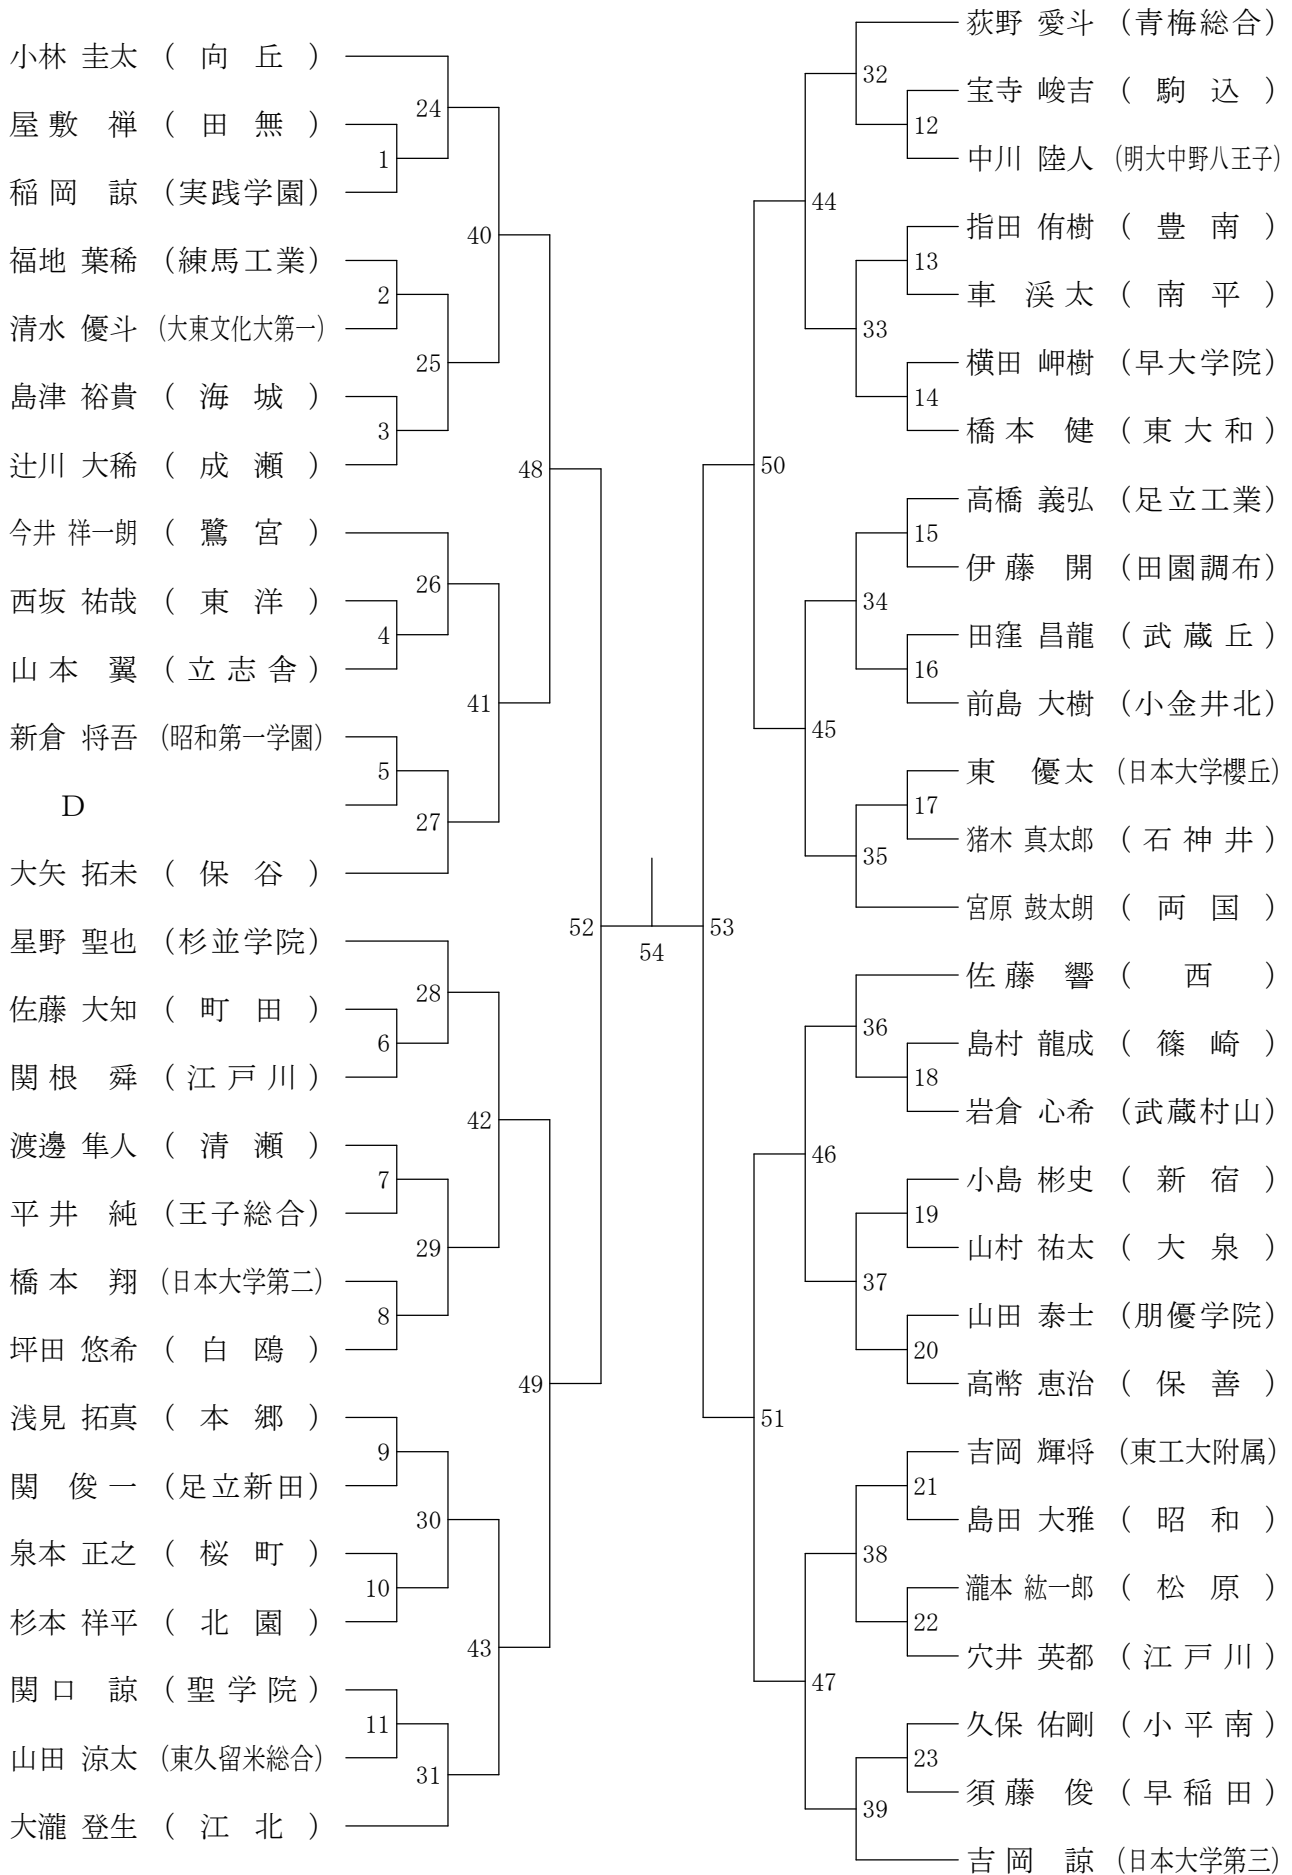 小林 圭太 (向丘)
屋敷 禅 (田無)
稲岡 諒 (実践学園)
福地 葉稀 (練馬工業)
清水 優斗 (大東文化大第一)
島津 裕貴 (海城)
辻川 大稀 (成瀬)
今井 祥一朗 (鷺宮)
西坂 祐哉 (東洋)
山本 翼 (立志舎)
新倉 将吾 (昭和第一学園)
D
大矢 拓未 (保谷)
星野 聖也 (杉並学院)
佐藤 大知 (町田)
関根 舜 (江戸川)
渡邊 隼人 (清瀬)
平井 純 (王子総合)
橋本 翔 (日本大学第二)
坪田 悠希 (白鴎)
浅見 拓真 (本郷)
関 俊一 (足立新田)
泉本 正之 (桜町)
杉本 祥平 (北園)
関口 諒 (聖学院)
山田 涼太 (東久留米総合)
大瀧 登生 (江北)
1
2
3
4
5
6
7
8
9
10
11
24
25
26
27
28
29
30
31
40
41
42
43
48
49
52
54
53
50
51
44
45
46
47
32
33
34
35
36
37
38
39
12
13
14
15
16
17
18
19
20
21
22
23
荻野 愛斗 (青梅総合)
宝寺 峻吉 (駒込)
中川 陸人 (明大中野八王子)
指田 侑樹 (豊南)
車 渓太 (南平)
横田 岬樹 (早大学院)
橋本 健 (東大和)
高橋 義弘 (足立工業)
伊藤 開 (田園調布)
田窪 昌龍 (武蔵丘)
前島 大樹 (小金井北)
東 優太 (日本大学櫻丘)
猪木 真太郎 (石神井)
宮原 鼓太朗 (両国)
佐藤 響 (西)
島村 龍成 (篠崎)
岩倉 心希 (武蔵村山)
小島 彬史 (新宿)
山村 祐太 (大泉)
山田 泰士 (朋優学院)
高幣 恵治 (保善)
吉岡 輝将 (東工大附属)
島田 大雅 (昭和)
瀧本 紘一郎 (松原)
穴井 英都 (江戸川)
久保 佑剛 (小平南)
須藤 俊 (早稲田)
吉岡 諒 (日本大学第三)